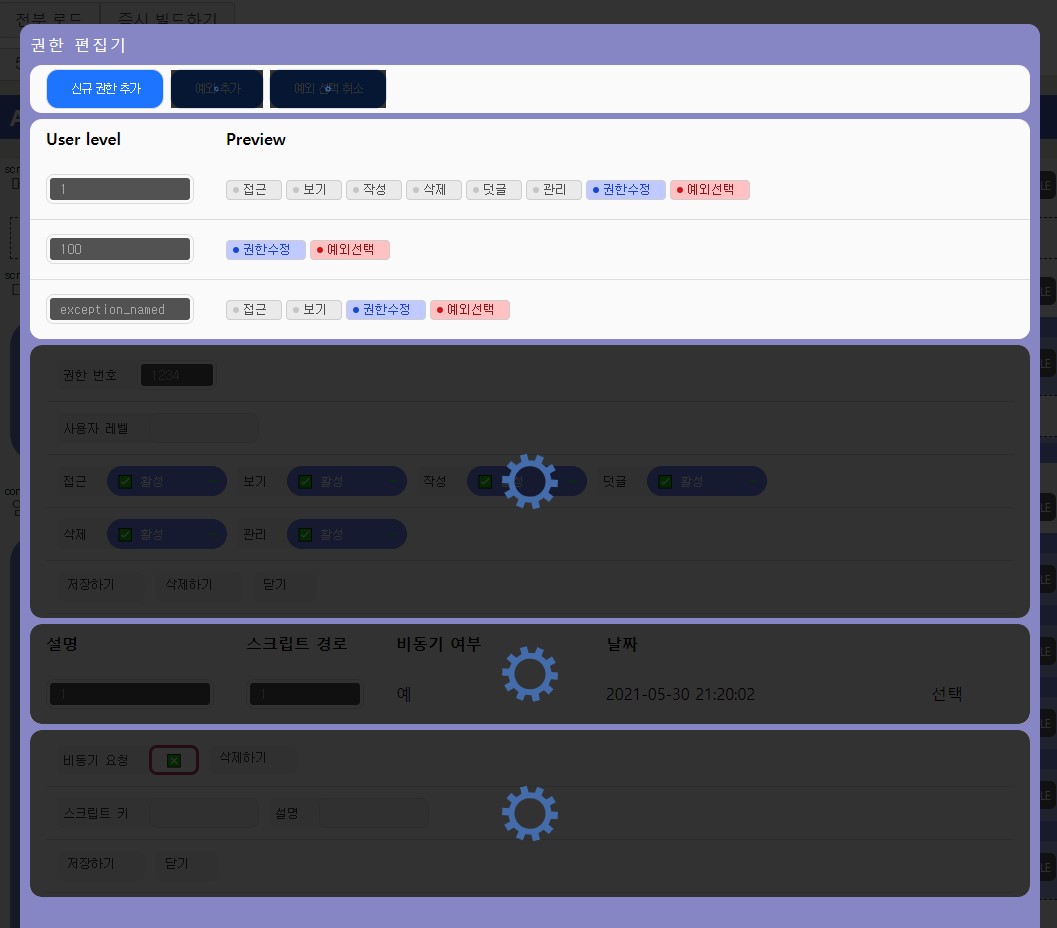 전부 로드 즉시 빌드하기
권한 편집기
신규 권한 추가 예외 추가 예외 선택 취소
User level Preview
1 접근 보기 작성 삭제 덧글 관리 권한수정 예외선택
100 권한수정 예외선택
exception_named 접근 보기 권한수정 예외선택
권한 번호 1234
사용자 레벨
접근 활성 보기 활성 작성 활성 덧글 활성
삭제 활성 관리 활성
저장하기 삭제하기 닫기
설명 스크립트 경로 비동기 여부 날짜
1 1 예 2021-05-30 21:20:02 선택
비동기 요청 삭제하기
스크립트 키 설명
저장하기 닫기